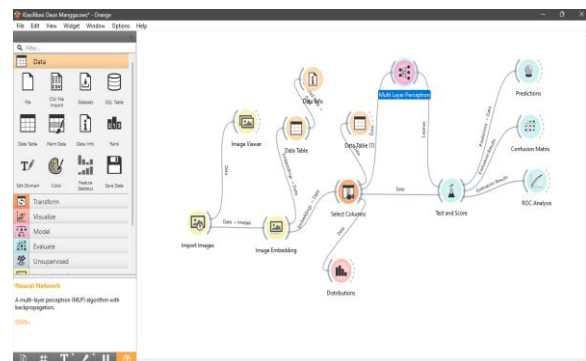 Klasifikasi Daun Mangga.ows* - Orange
File Edit View Widget Window Options Help
Filter...
Data
File
CSV File Import
Datasets
SQL Table
Data Table
Paint Data
Data Info
Rank
Edit Domain
Color
Feature Statistics
Save Data
Transform
Visualize
Model
Evaluate
Unsupervised
Neural Network
A multi-layer perceptron (MLP) algorithm with backpropagation.
more...
Data Info
Multi Layer Perception
Predictions
Image Viewer
Data Table
Data Table (1)
Confusion Matrix
Import Images
Data → Images
Image Embedding
Embeddings → Data
Select Columns
Data
Test and Score
Evaluation Results
ROC Analysis
Distributions